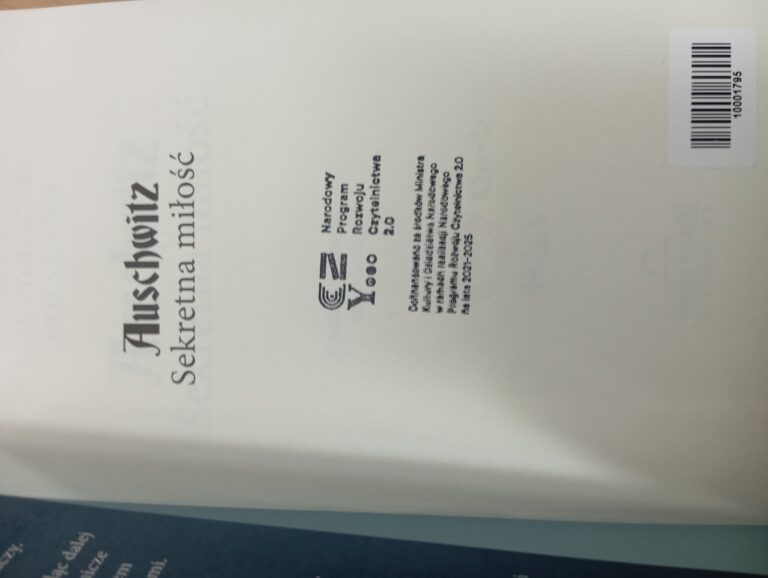 Auschwitz
Sekretna miłość
Narodowy
Program
Rozwoju
Czytelnictwa
2.0
Dofinansowano ze środków Ministra
Kultury i Dziedzictwa Narodowego
w ramach realizacji Narodowego
Programu Rozwoju Czytelnictwa 2.0
na lata 2021–2025
10001795
dalej